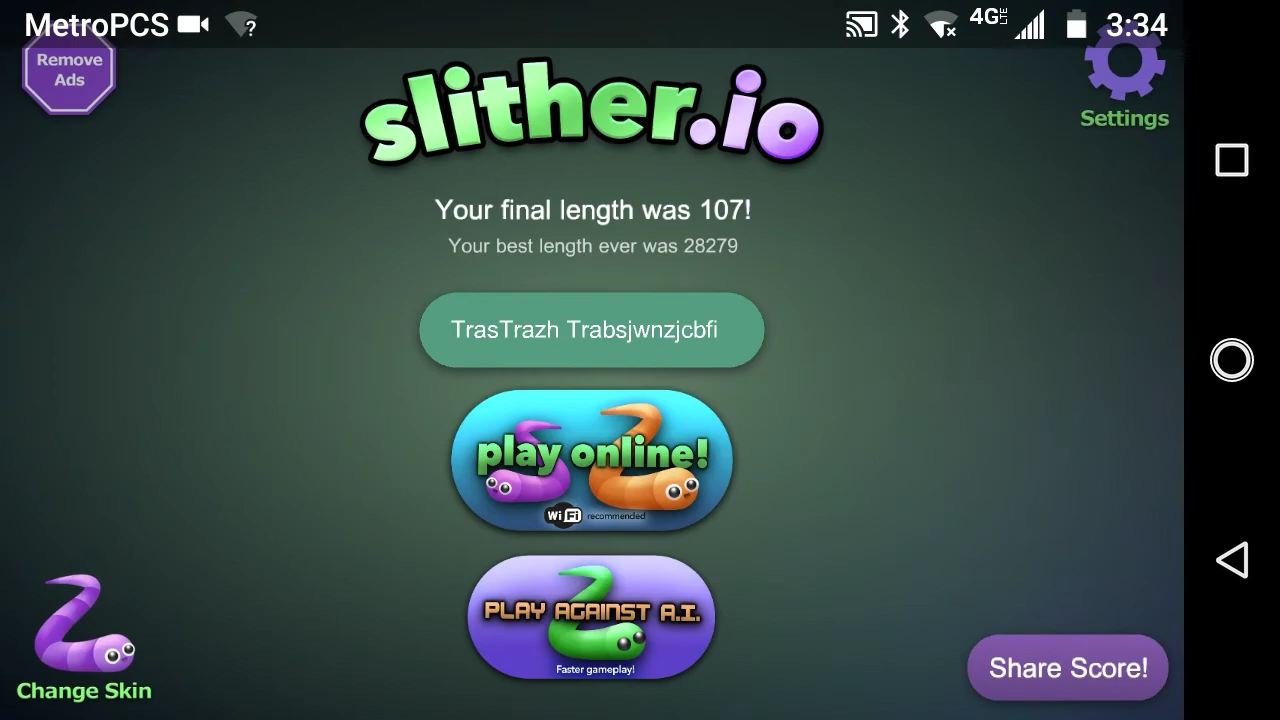 MetroPCS
4G LTE
3:34
Remove
Ads
slither.io
Settings
Your final length was 107!
Your best length ever was 28279
TrasTrazh Trabsjwnzjcbfi
play online!
WiFi recommended
PLAY AGAINST A.I.
Faster gameplay!
Change Skin
Share Score!